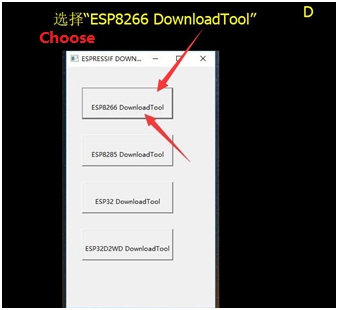 选择“ESP8266 DownloadTool”
D
Choose
ESPRESSIF DOWN...
ESP8266 DownloadTool
ESP8285 DownloadTool
ESP32 DownloadTool
ESP32D2WD DownloadTool